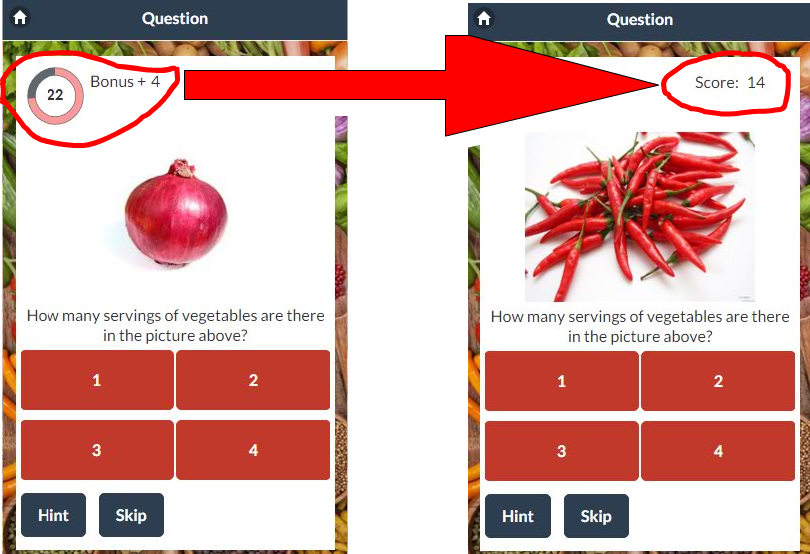 Question
22
Bonus + 4
How many servings of vegetables are there
in the picture above?
1
2
3
4
Hint
Skip
Question
Score: 14
How many servings of vegetables are there
in the picture above?
1
2
3
4
Hint
Skip